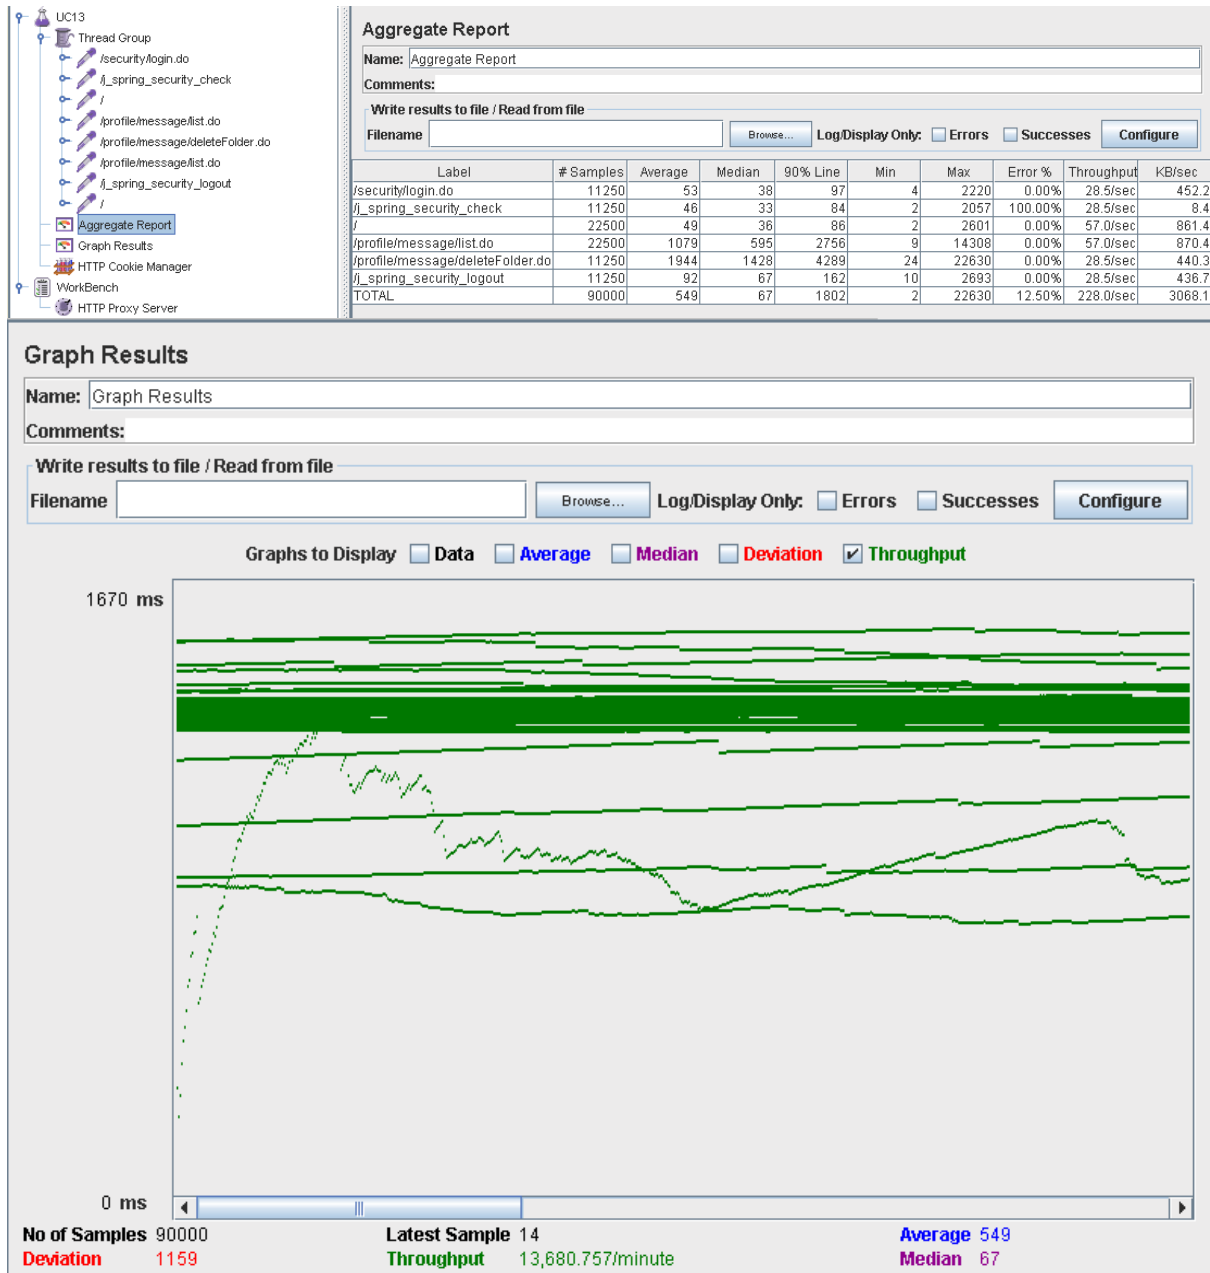 UC13
Thread Group
/security/login.do
/j_spring_security_check
/
/profile/message/list.do
/profile/message/deleteFolder.do
/profile/message/list.do
/j_spring_security_logout
/
Aggregate Report
Graph Results
HTTP Cookie Manager
WorkBench
HTTP Proxy Server
Aggregate Report
Name: Aggregate Report
Comments:
Write results to file / Read from file
Filename Browse... Log/Display Only: Errors Successes Configure
Label # Samples Average Median 90% Line Min Max Error % Throughput KB/sec
/security/login.do 11250 53 38 97 4 2220 0.00% 28.5/sec 452.2
/j_spring_security_check 11250 46 33 84 2 2057 100.00% 28.5/sec 8.4
/ 22500 49 36 86 2 2601 0.00% 57.0/sec 861.4
/profile/message/list.do 22500 1079 595 2756 9 14308 0.00% 57.0/sec 870.4
/profile/message/deleteFolder.do 11250 1944 1428 4289 24 22630 0.00% 28.5/sec 440.3
/j_spring_security_logout 11250 92 67 162 10 2693 0.00% 28.5/sec 436.7
TOTAL 90000 549 67 1802 2 22630 12.50% 228.0/sec 3068.1
Graph Results
Name: Graph Results
Comments:
Write results to file / Read from file
Filename Browse... Log/Display Only: Errors Successes Configure
Graphs to Display Data Average Median Deviation Throughput
1670 ms
0 ms
No of Samples 90000 Latest Sample 14 Average 549
Deviation 1159 Throughput 13,680.757/minute Median 67